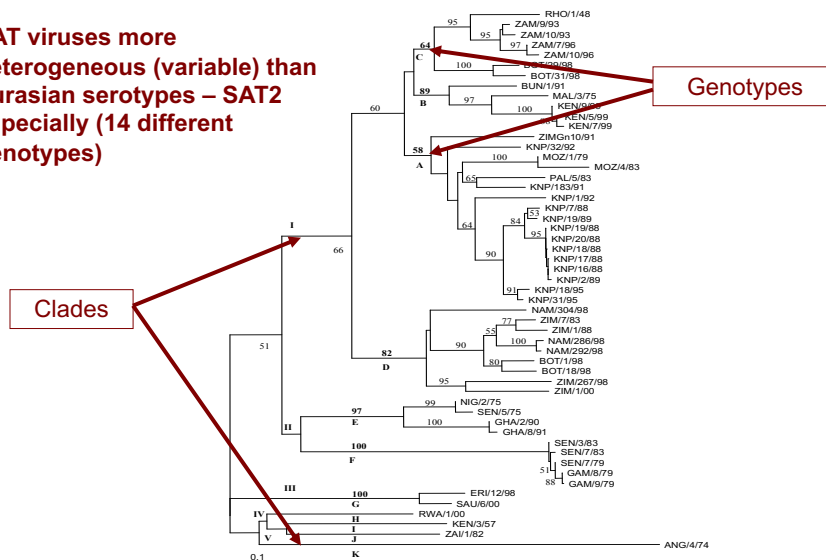 AT viruses more
eterogeneous (variable) than
urasian serotypes – SAT2
specially (14 different
enotypes)
Genotypes
Clades
RHO/1/48
95
ZAM/9/93
95
ZAM/10/93
97
ZAM/7/96
ZAM/10/96
64
C
100
BOT/31/98
BUN/1/91
89
B
97
MAL/3/75
100
KEN/5/99
KEN/7/99
60
ZIMGn10/91
58
A
KNP/32/92
100
MOZ/1/79
MOZ/4/83
65
PAL/5/83
KNP/183/91
KNP/1/92
64
84
53
KNP/7/88
KNP/19/89
95
KNP/19/88
KNP/20/88
KNP/18/88
KNP/17/88
KNP/16/88
KNP/2/89
90
91
KNP/18/95
KNP/31/95
I
66
NAM/304/98
77
ZIM/7/83
55
ZIM/1/88
90
100
NAM/286/98
NAM/292/98
80
BOT/1/98
BOT/18/98
82
D
95
ZIM/267/98
ZIM/1/00
51
II
97
E
99
NIG/2/75
SEN/5/75
100
GHA/2/90
GHA/8/91
100
F
SEN/3/83
SEN/7/83
51
SEN/7/79
GAM/8/79
88
GAM/9/79
III
100
G
ERI/12/98
SAU/6/00
IV
H
RWA/1/00
I
KEN/3/57
V
J
ZAI/1/82
K
ANG/4/74
0.1